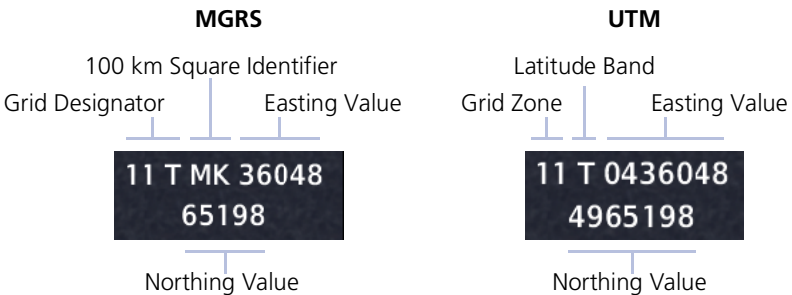 MGRS
100 km Square Identifier
Grid Designator
Easting Value
11 T MK 36048
65198
Northing Value
UTM
Latitude Band
Grid Zone
Easting Value
11 T 0436048
4965198
Northing Value